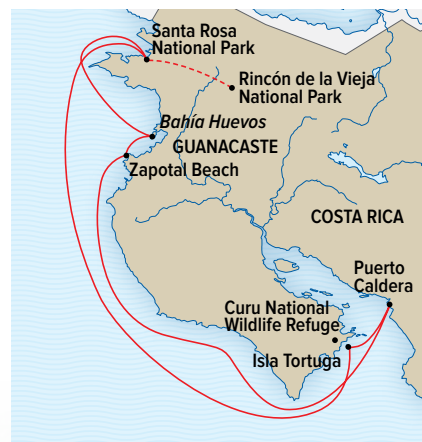 Santa Rosa
National Park
Rincón de la Vieja
National Park
Bahía Huevos
GUANACASTE
Zapotal Beach
COSTA RICA
Puerto
Caldera
Curu National
Wildlife Refuge
Isla Tortuga